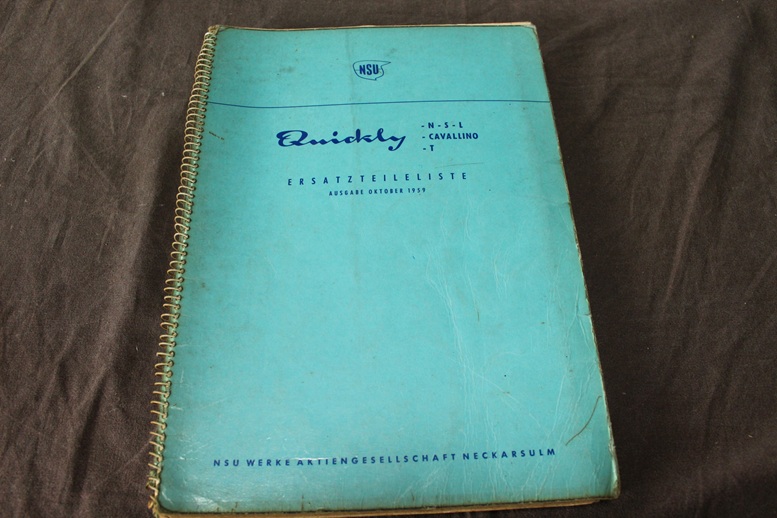 NSU
Quickly
- N - S - L
- CAVALLINO
- T
ERSATZTEILELISTE
AUSGABE OKTOBER 1959
NSU WERKE AKTIENGESELLSCHAFT NECKARSULM